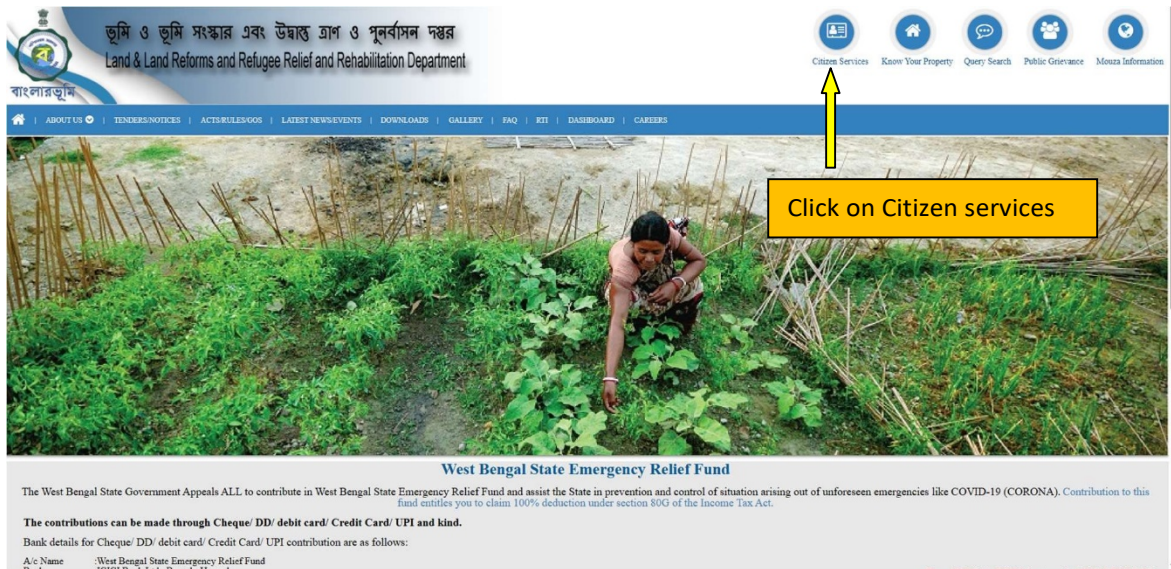 ভূমি ও ভূমি সংস্কার এবং উদ্বাস্তু ত্রাণ ও পুনর্বাসন দপ্তর
Land & Land Reforms and Refugee Relief and Rehabilitation Department
বাংলারভূমি
Citizen Services Know Your Property Query Search Public Grievance Mouza Information
| ABOUT US | TENDERS/NOTICES | ACTS/RULES/GOS | LATEST NEWS/EVENTS | DOWNLOADS | GALLERY | FAQ | RTI | DASHBOARD | CAREERS
Click on Citizen services
West Bengal State Emergency Relief Fund
The West Bengal State Government Appeals ALL to contribute in West Bengal State Emergency Relief Fund and assist the State in prevention and control of situation arising out of unforeseen emergencies like COVID-19 (CORONA). Contribution to this
fund entitles you to claim 100% deduction under section 80G of the Income Tax Act.
The contributions can be made through Cheque/ DD/ debit card/ Credit Card/ UPI and kind.
Bank details for Cheque/ DD/ debit card/ Credit Card/ UPI contribution are as follows:
A/c Name :West Bengal State Emergency Relief Fund